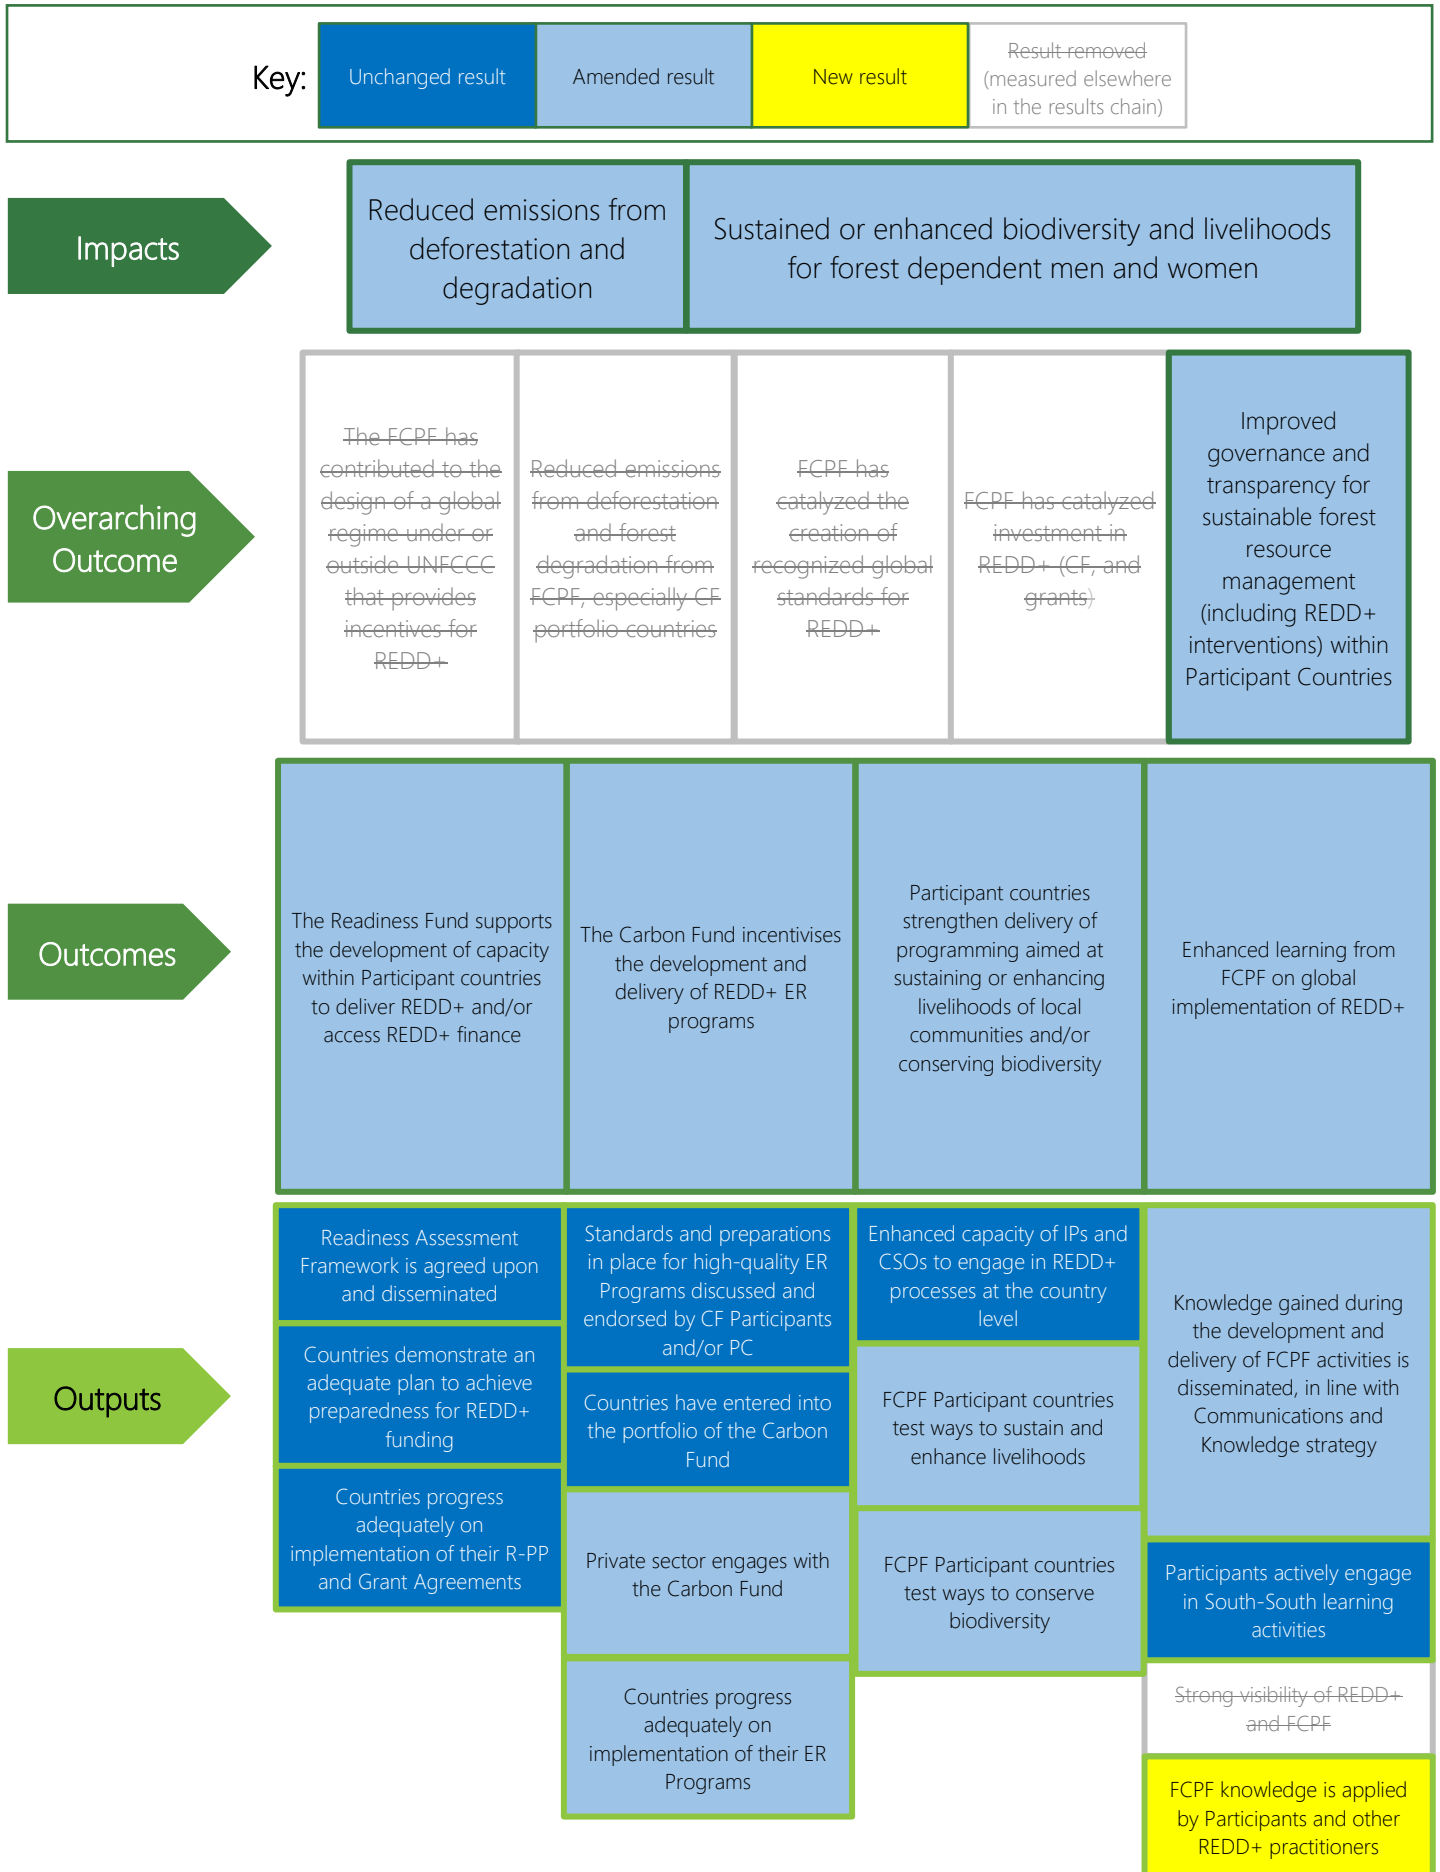 Key:
Unchanged result
Amended result
New result
Result removed
(measured elsewhere
in the results chain)
Impacts
Reduced emissions from
deforestation and
degradation
Sustained or enhanced biodiversity and livelihoods
for forest dependent men and women
Overarching
Outcome
The FCPF has
contributed to the
design of a global
regime under or
outside UNFCCC
that provides
incentives for
REDD+
Reduced emissions
from deforestation
and forest
degradation from
FCPF, especially CF
portfolio countries
FCPF has
catalyzed the
creation of
recognized global
standards for
REDD+
FCPF has catalyzed
investment in
REDD+ (CF, and
grants)
Improved
governance and
transparency for
sustainable forest
resource
management
(including REDD+
interventions) within
Participant Countries
Outcomes
The Readiness Fund supports
the development of capacity
within Participant countries
to deliver REDD+ and/or
access REDD+ finance
The Carbon Fund incentivises
the development and
delivery of REDD+ ER
programs
Participant countries
strengthen delivery of
programming aimed at
sustaining or enhancing
livelihoods of local
communities and/or
conserving biodiversity
Enhanced learning from
FCPF on global
implementation of REDD+
Outputs
Readiness Assessment
Framework is agreed upon
and disseminated
Countries demonstrate an
adequate plan to achieve
preparedness for REDD+
funding
Countries progress
adequately on
implementation of their R-PP
and Grant Agreements
Standards and preparations
in place for high-quality ER
Programs discussed and
endorsed by CF Participants
and/or PC
Countries have entered into
the portfolio of the Carbon
Fund
Private sector engages with
the Carbon Fund
Countries progress
adequately on
implementation of their ER
Programs
Enhanced capacity of IPs and
CSOs to engage in REDD+
processes at the country
level
FCPF Participant countries
test ways to sustain and
enhance livelihoods
FCPF Participant countries
test ways to conserve
biodiversity
Knowledge gained during
the development and
delivery of FCPF activities is
disseminated, in line with
Communications and
Knowledge strategy
Participants actively engage
in South-South learning
activities
Strong visibility of REDD+
and FCPF
FCPF knowledge is applied
by Participants and other
REDD+ practitioners